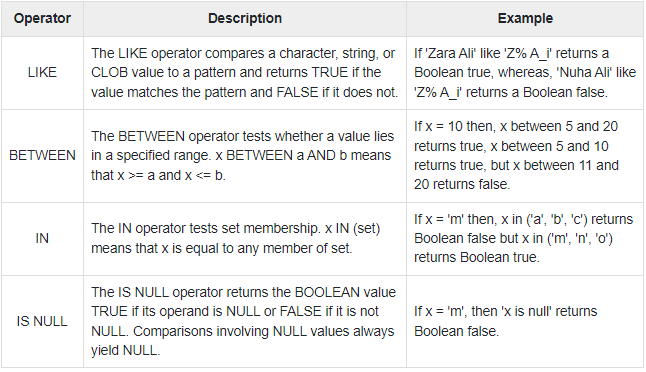 Operator Description Example
LIKE
The LIKE operator compares a character, string, or
CLOB value to a pattern and returns TRUE if the
value matches the pattern and FALSE if it does not.
If 'Zara Ali' like 'Z% A_i' returns a
Boolean true, whereas, 'Nuha Ali' like
'Z% A_i' returns a Boolean false.
BETWEEN
The BETWEEN operator tests whether a value lies
in a specified range. x BETWEEN a AND b means
that x >= a and x <= b.
If x = 10 then, x between 5 and 20
returns true, x between 5 and 10
returns true, but x between 11 and
20 returns false.
IN
The IN operator tests set membership. x IN (set)
means that x is equal to any member of set.
If x = 'm' then, x in ('a', 'b', 'c') returns
Boolean false but x in ('m', 'n', 'o')
returns Boolean true.
IS NULL
The IS NULL operator returns the BOOLEAN value
TRUE if its operand is NULL or FALSE if it is not
NULL. Comparisons involving NULL values always
yield NULL.
If x = 'm', then 'x is null' returns
Boolean false.